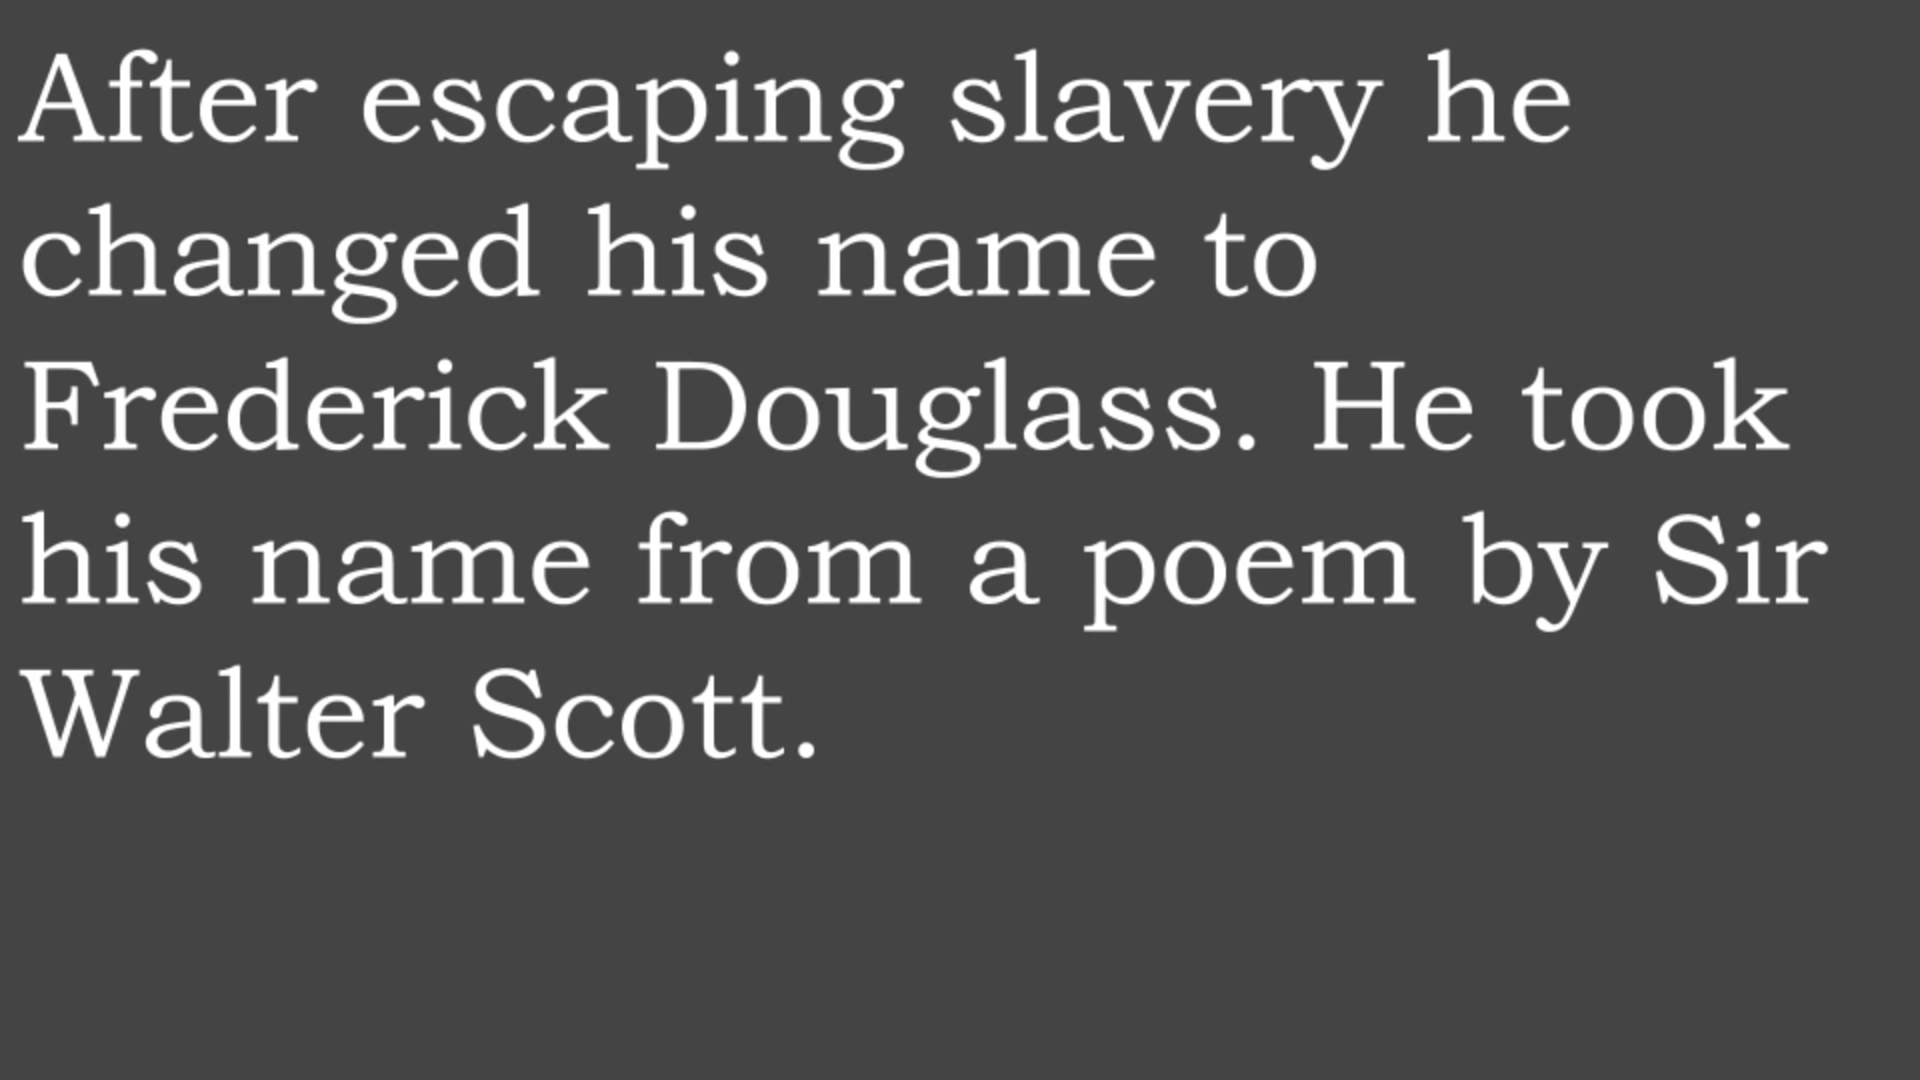 After escaping slavery he
changed his name to
Frederick Douglass. He took
his name from a poem by Sir
Walter Scott.